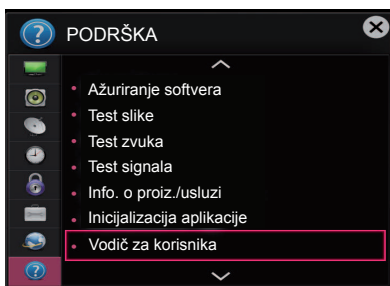 PODRŠKA
Ažuriranje softvera
Test slike
Test zvuka
Test signala
Info. o proiz./usluzi
Inicijalizacija aplikacije
Vodič za korisnika